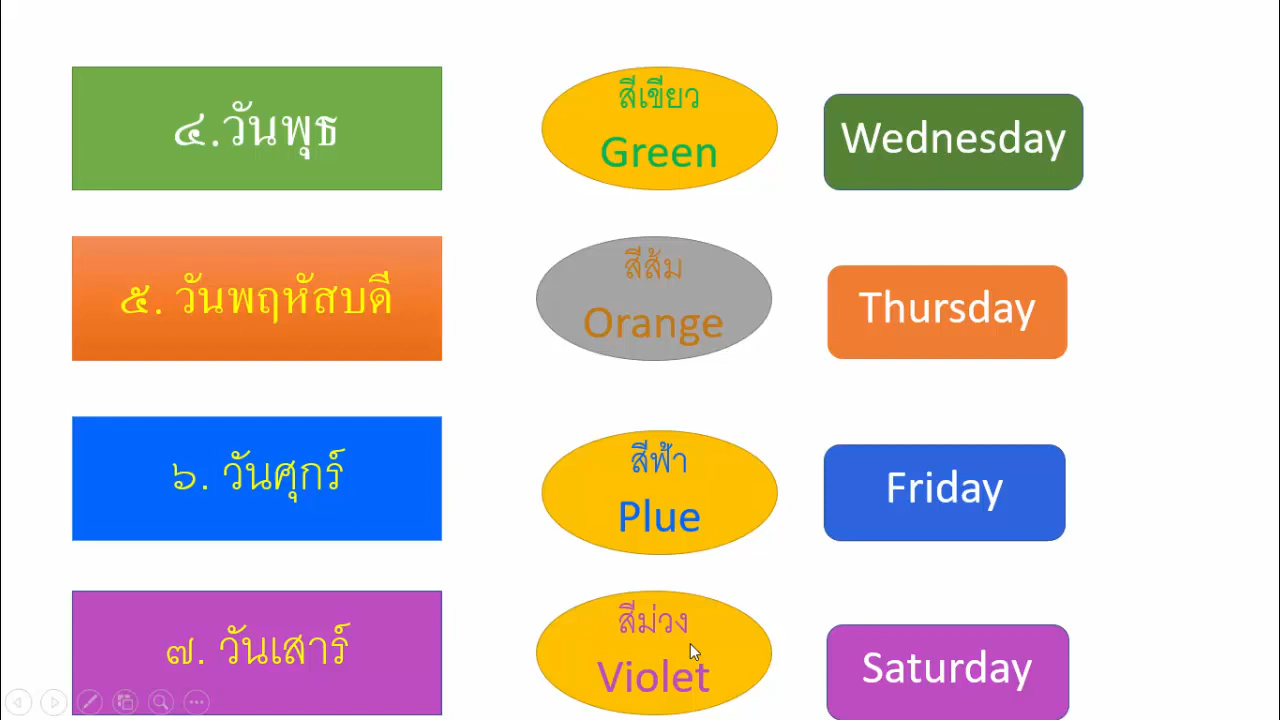 ๔.วันพุธ
สีเขียว
Green
Wednesday
๕. วันพฤหัสบดี
สีส้ม
Orange
Thursday
๖. วันศุกร์
สีฟ้า
Plue
Friday
๗. วันเสาร์
สีม่วง
Violet
Saturday